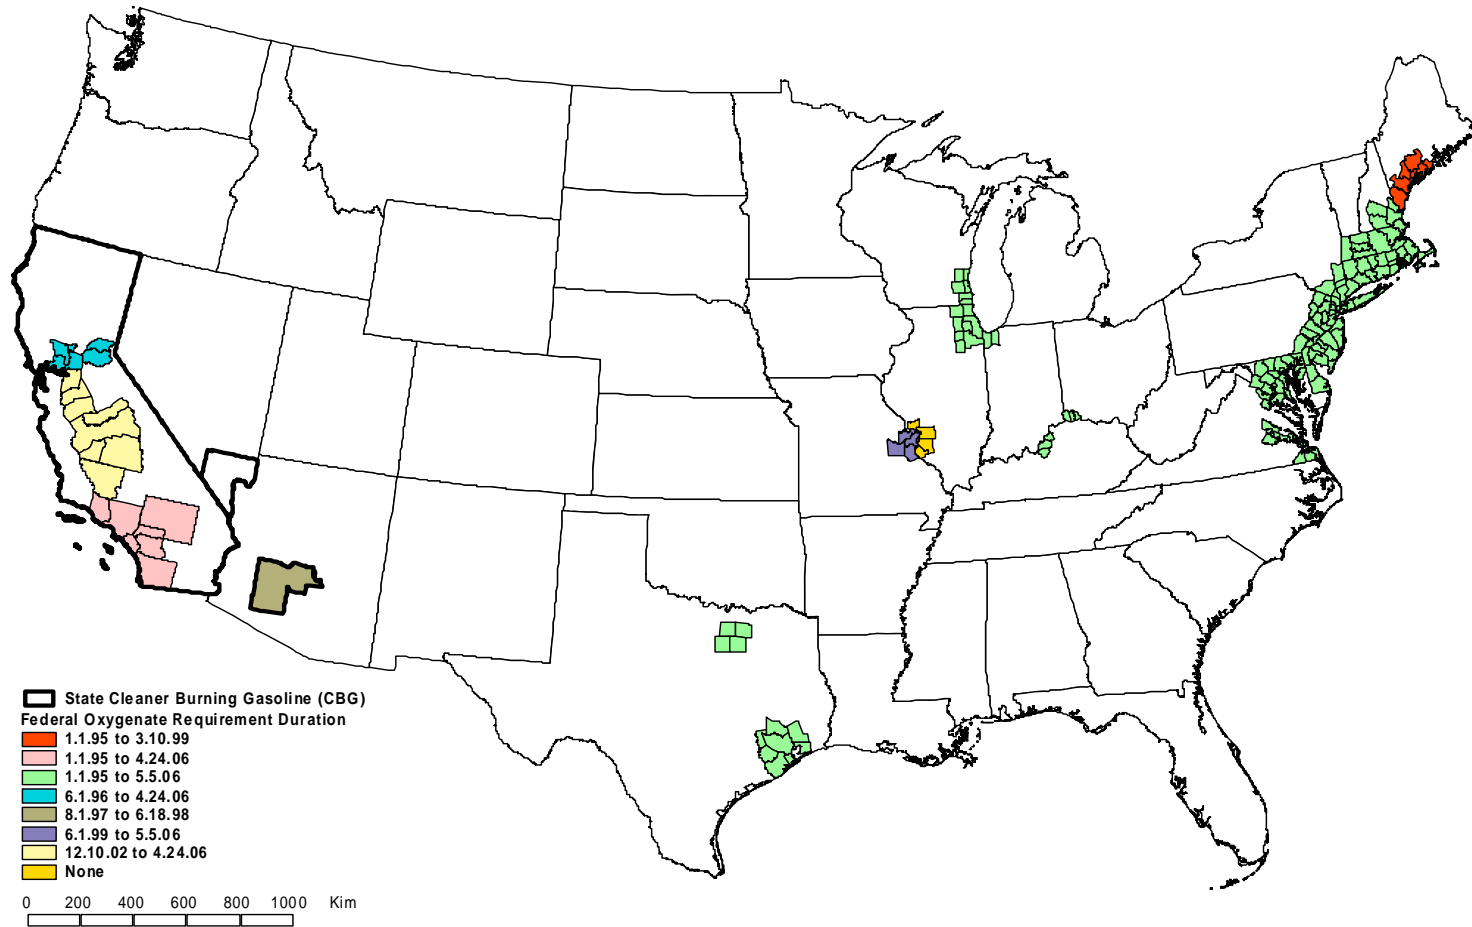 State Cleaner Burning Gasoline (CBG)
Federal Oxygenate Requirement Duration
1.1.95 to 3.10.99
1.1.95 to 4.24.06
1.1.95 to 5.5.06
6.1.96 to 4.24.06
8.1.97 to 6.18.98
6.1.99 to 5.5.06
12.10.02 to 4.24.06
None
0 200 400 600 800 1000 Kim